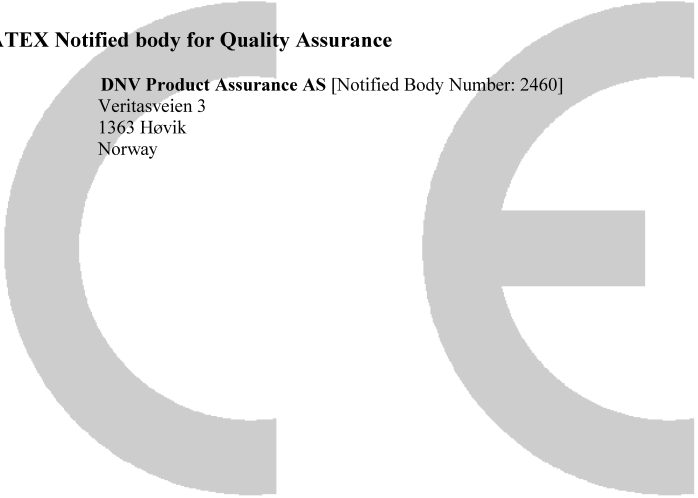 ATEX Notified body for Quality Assurance
DNV Product Assurance AS [Notified Body Number: 2460]
Veritasveien 3
1363 Høvik
Norway